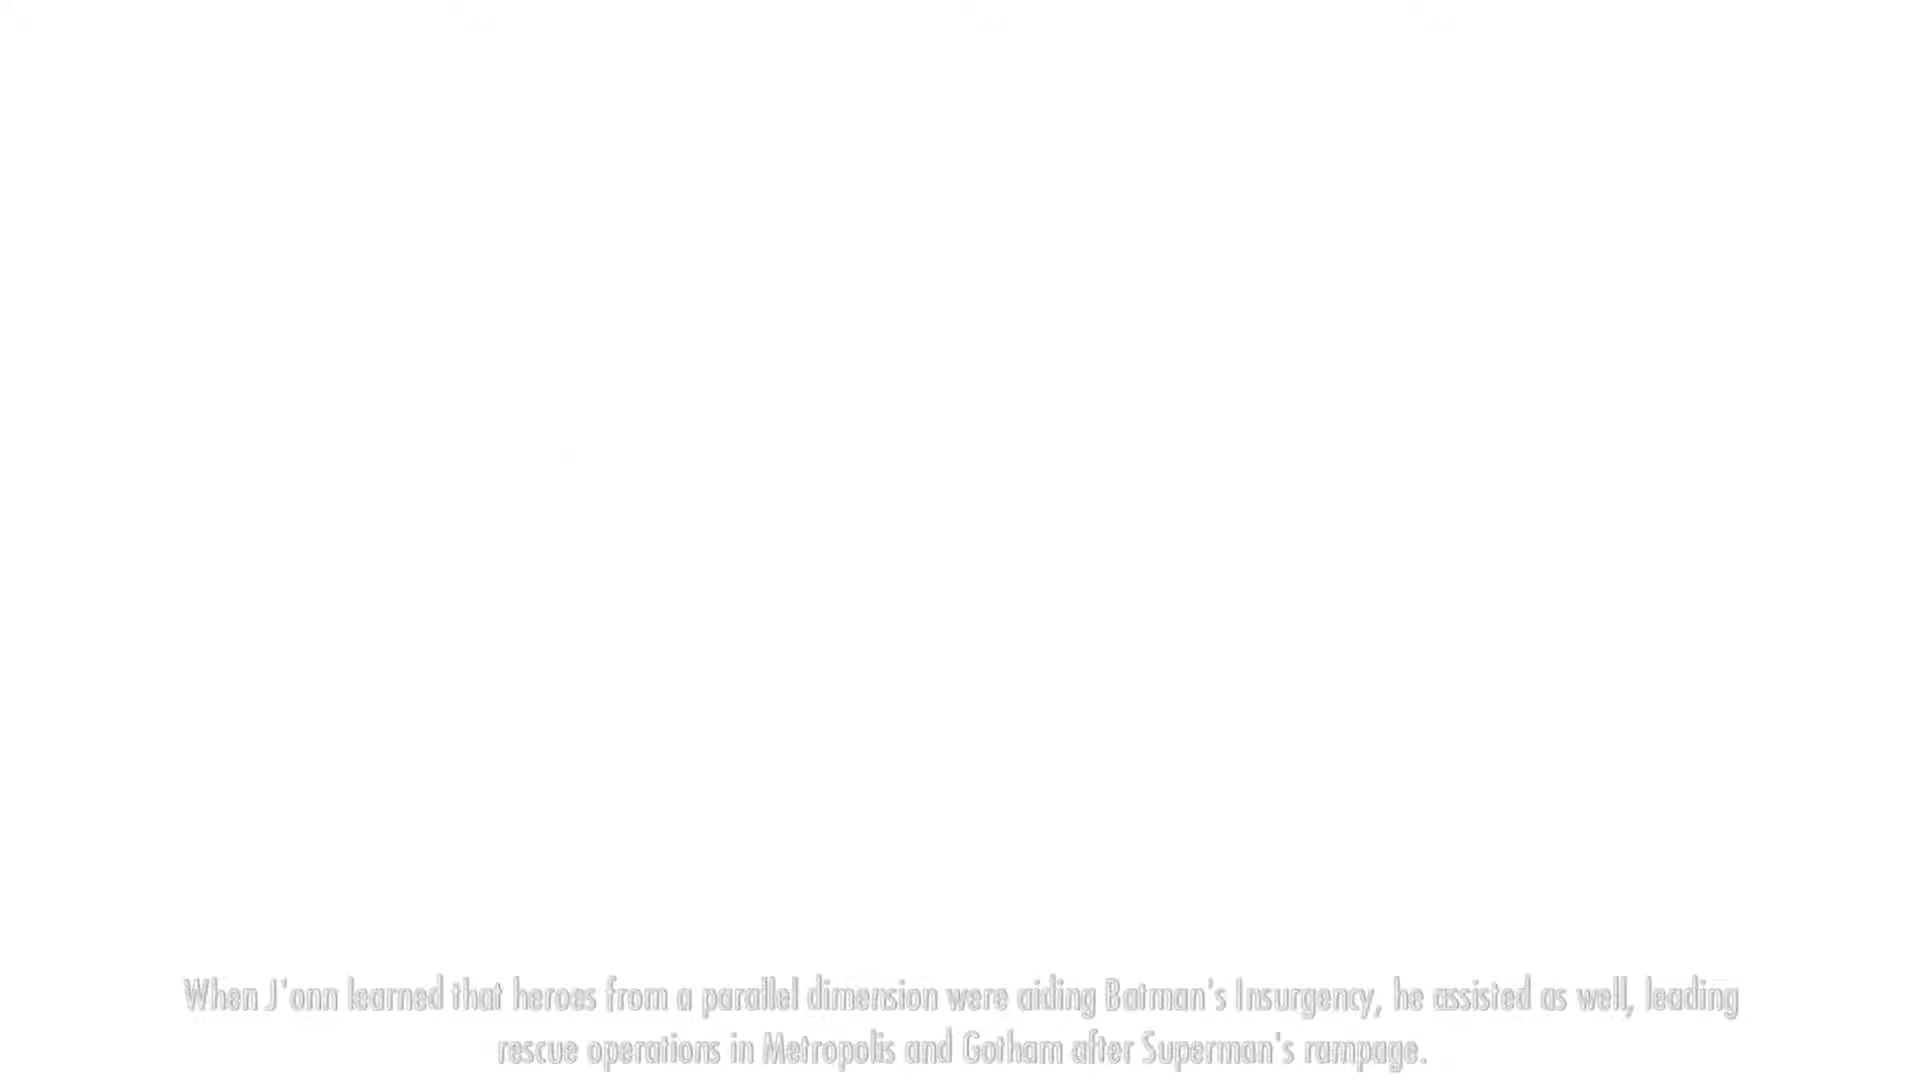 When J'onn learned that heroes from a parallel dimension were aiding Batman's Insurgency, he assisted as well, leading
rescue operations in Metropolis and Gotham after Superman's rampage.